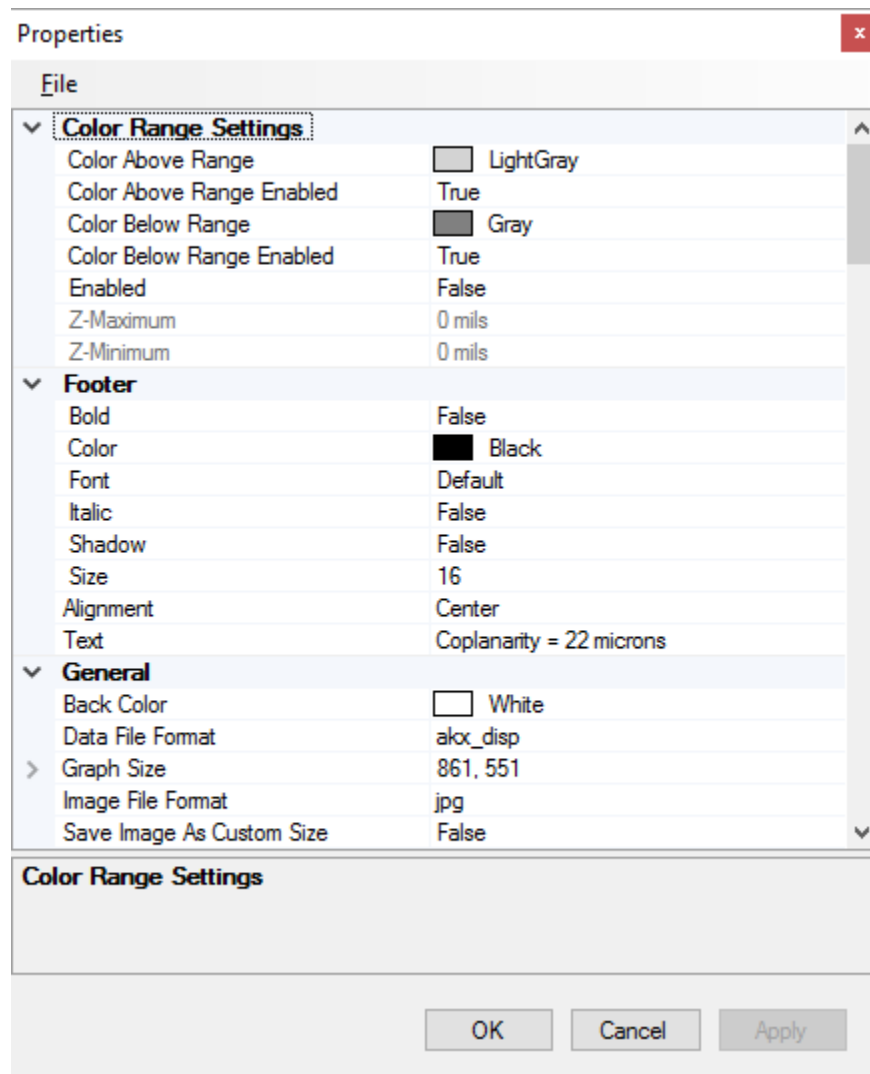 Properties
x
File
Color Range Settings
Color Above Range LightGray
Color Above Range Enabled True
Color Below Range Gray
Color Below Range Enabled True
Enabled False
Z-Maximum 0 mils
Z-Minimum 0 mils
Footer
Bold False
Color Black
Font Default
Italic False
Shadow False
Size 16
Alignment Center
Text Coplanarity = 22 microns
General
Back Color White
Data File Format akx_disp
Graph Size 861, 551
Image File Format jpg
Save Image As Custom Size False
Color Range Settings
OK Cancel Apply